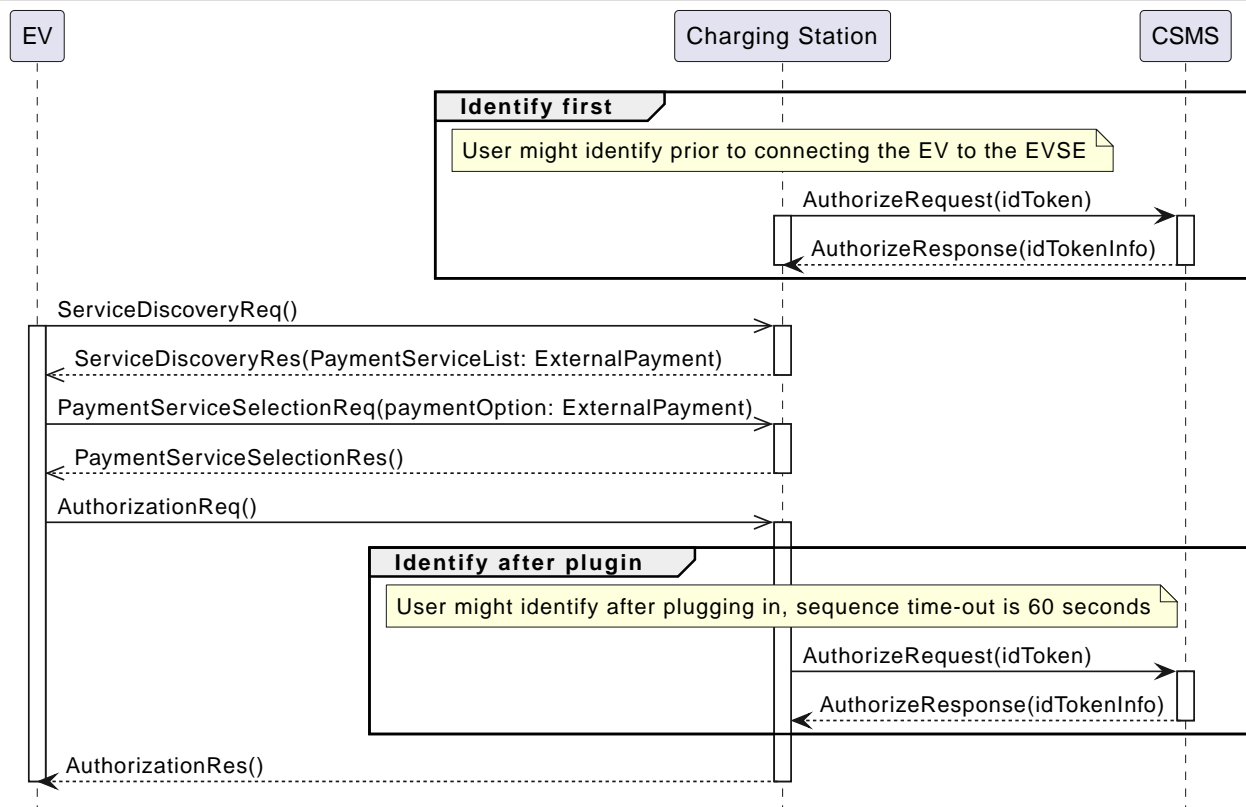 EV
Charging Station
CSMS
Identify first
User might identify prior to connecting the EV to the EVSE
AuthorizeRequest(idToken)
AuthorizeResponse(idTokenInfo)
ServiceDiscoveryReq()
ServiceDiscoveryRes(PaymentServiceList: ExternalPayment)
PaymentServiceSelectionReq(paymentOption: ExternalPayment)
PaymentServiceSelectionRes()
AuthorizationReq()
Identify after plugin
User might identify after plugging in, sequence time-out is 60 seconds
AuthorizeRequest(idToken)
AuthorizeResponse(idTokenInfo)
AuthorizationRes()